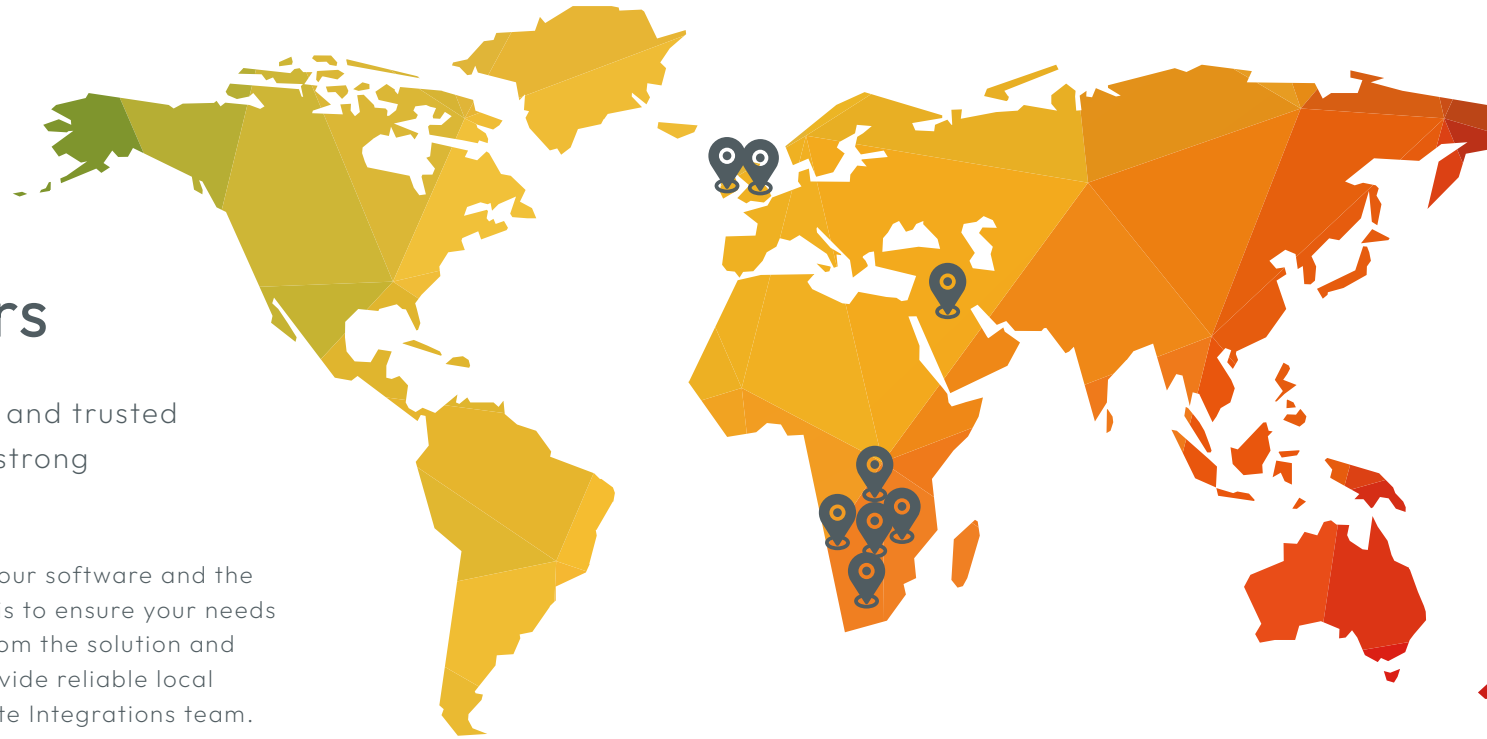 rs
and trusted
strong
our software and the
is to ensure your needs
om the solution and
vide reliable local
te Integrations team.